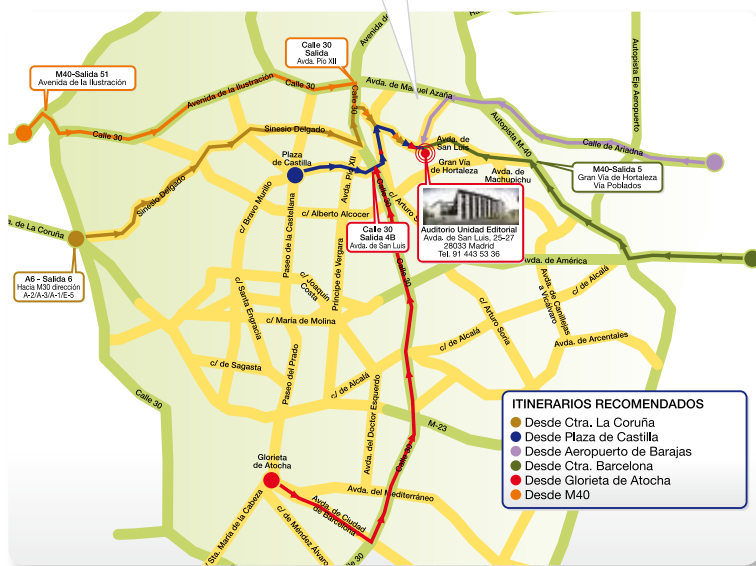 Avenida de
Calle 30
Salida
Avda. Pío XII
M40-Salida 51
Avenida de la Ilustración
Avenida de la Ilustración
Calle 30
Avda. de Manuel Azaña
Calle 30
Calle 30
Autopista Eje Aeropuerto
Autopista M-40
Calle de Ariadna
Sinesio Delgado
Avda. de
San Luis
Plaza
de Castilla
Avda. Pío XII
Gran Vía
de Hortaleza
M40-Salida 5
Gran Vía de Hortaleza
Vía Poblados
Avda. de
Machupichu
Sinesio Delgado
c/ Bravo Murillo
Calle 30
c/ Arturo S
Paseo de la Castellana
c/ Alberto Alcocer
Auditorio Unidad Editorial
Avda. de San Luis, 25-27
28033 Madrid
Tel. 91 443 53 36
Calle 30
Salida 4B
Avda. de San Luis
a. de La Coruña
A6 - Salida 6
Hacia M30 dirección
A-2/A-3/A-1/E-5
Príncipe de Vergara
Avda. de América
Calle 30
c/ Joaquín
Costa
c/ de Alcalá
c/ Santa Engracia
Avda. de Canillejas
a Vicálvaro
c/ María de Molina
c/ Arturo Soria
c/ de Alcalá
Avda. de Arcentales
c/ de Sagasta
Paseo del Prado
c/ de Alcalá
Calle 30
Avda. del Doctor Esquerdo
M-23
Calle 30
Glorieta
de Atocha
Avda. del Mediterráneo
Avda. de Ciudad
de Barcelona
c/ Sta. María de la Cabeza
c/ de Méndez Álvaro
Calle 30
ITINERARIOS RECOMENDADOS
Desde Ctra. La Coruña
Desde Plaza de Castilla
Desde Aeropuerto de Barajas
Desde Ctra. Barcelona
Desde Glorieta de Atocha
Desde M40